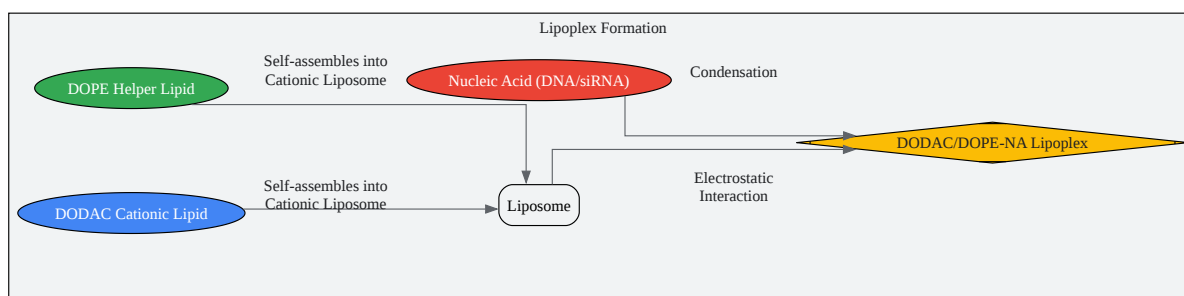 Lipoplex Formation
Self-assembles into
Cationic Liposome
DOPE Helper Lipid
Nucleic Acid (DNA/siRNA)
Condensation
DODAC/DOPE-NA Lipoplex
Self-assembles into
Cationic Liposome
DODAC Cationic Lipid
Liposome
Electrostatic
Interaction